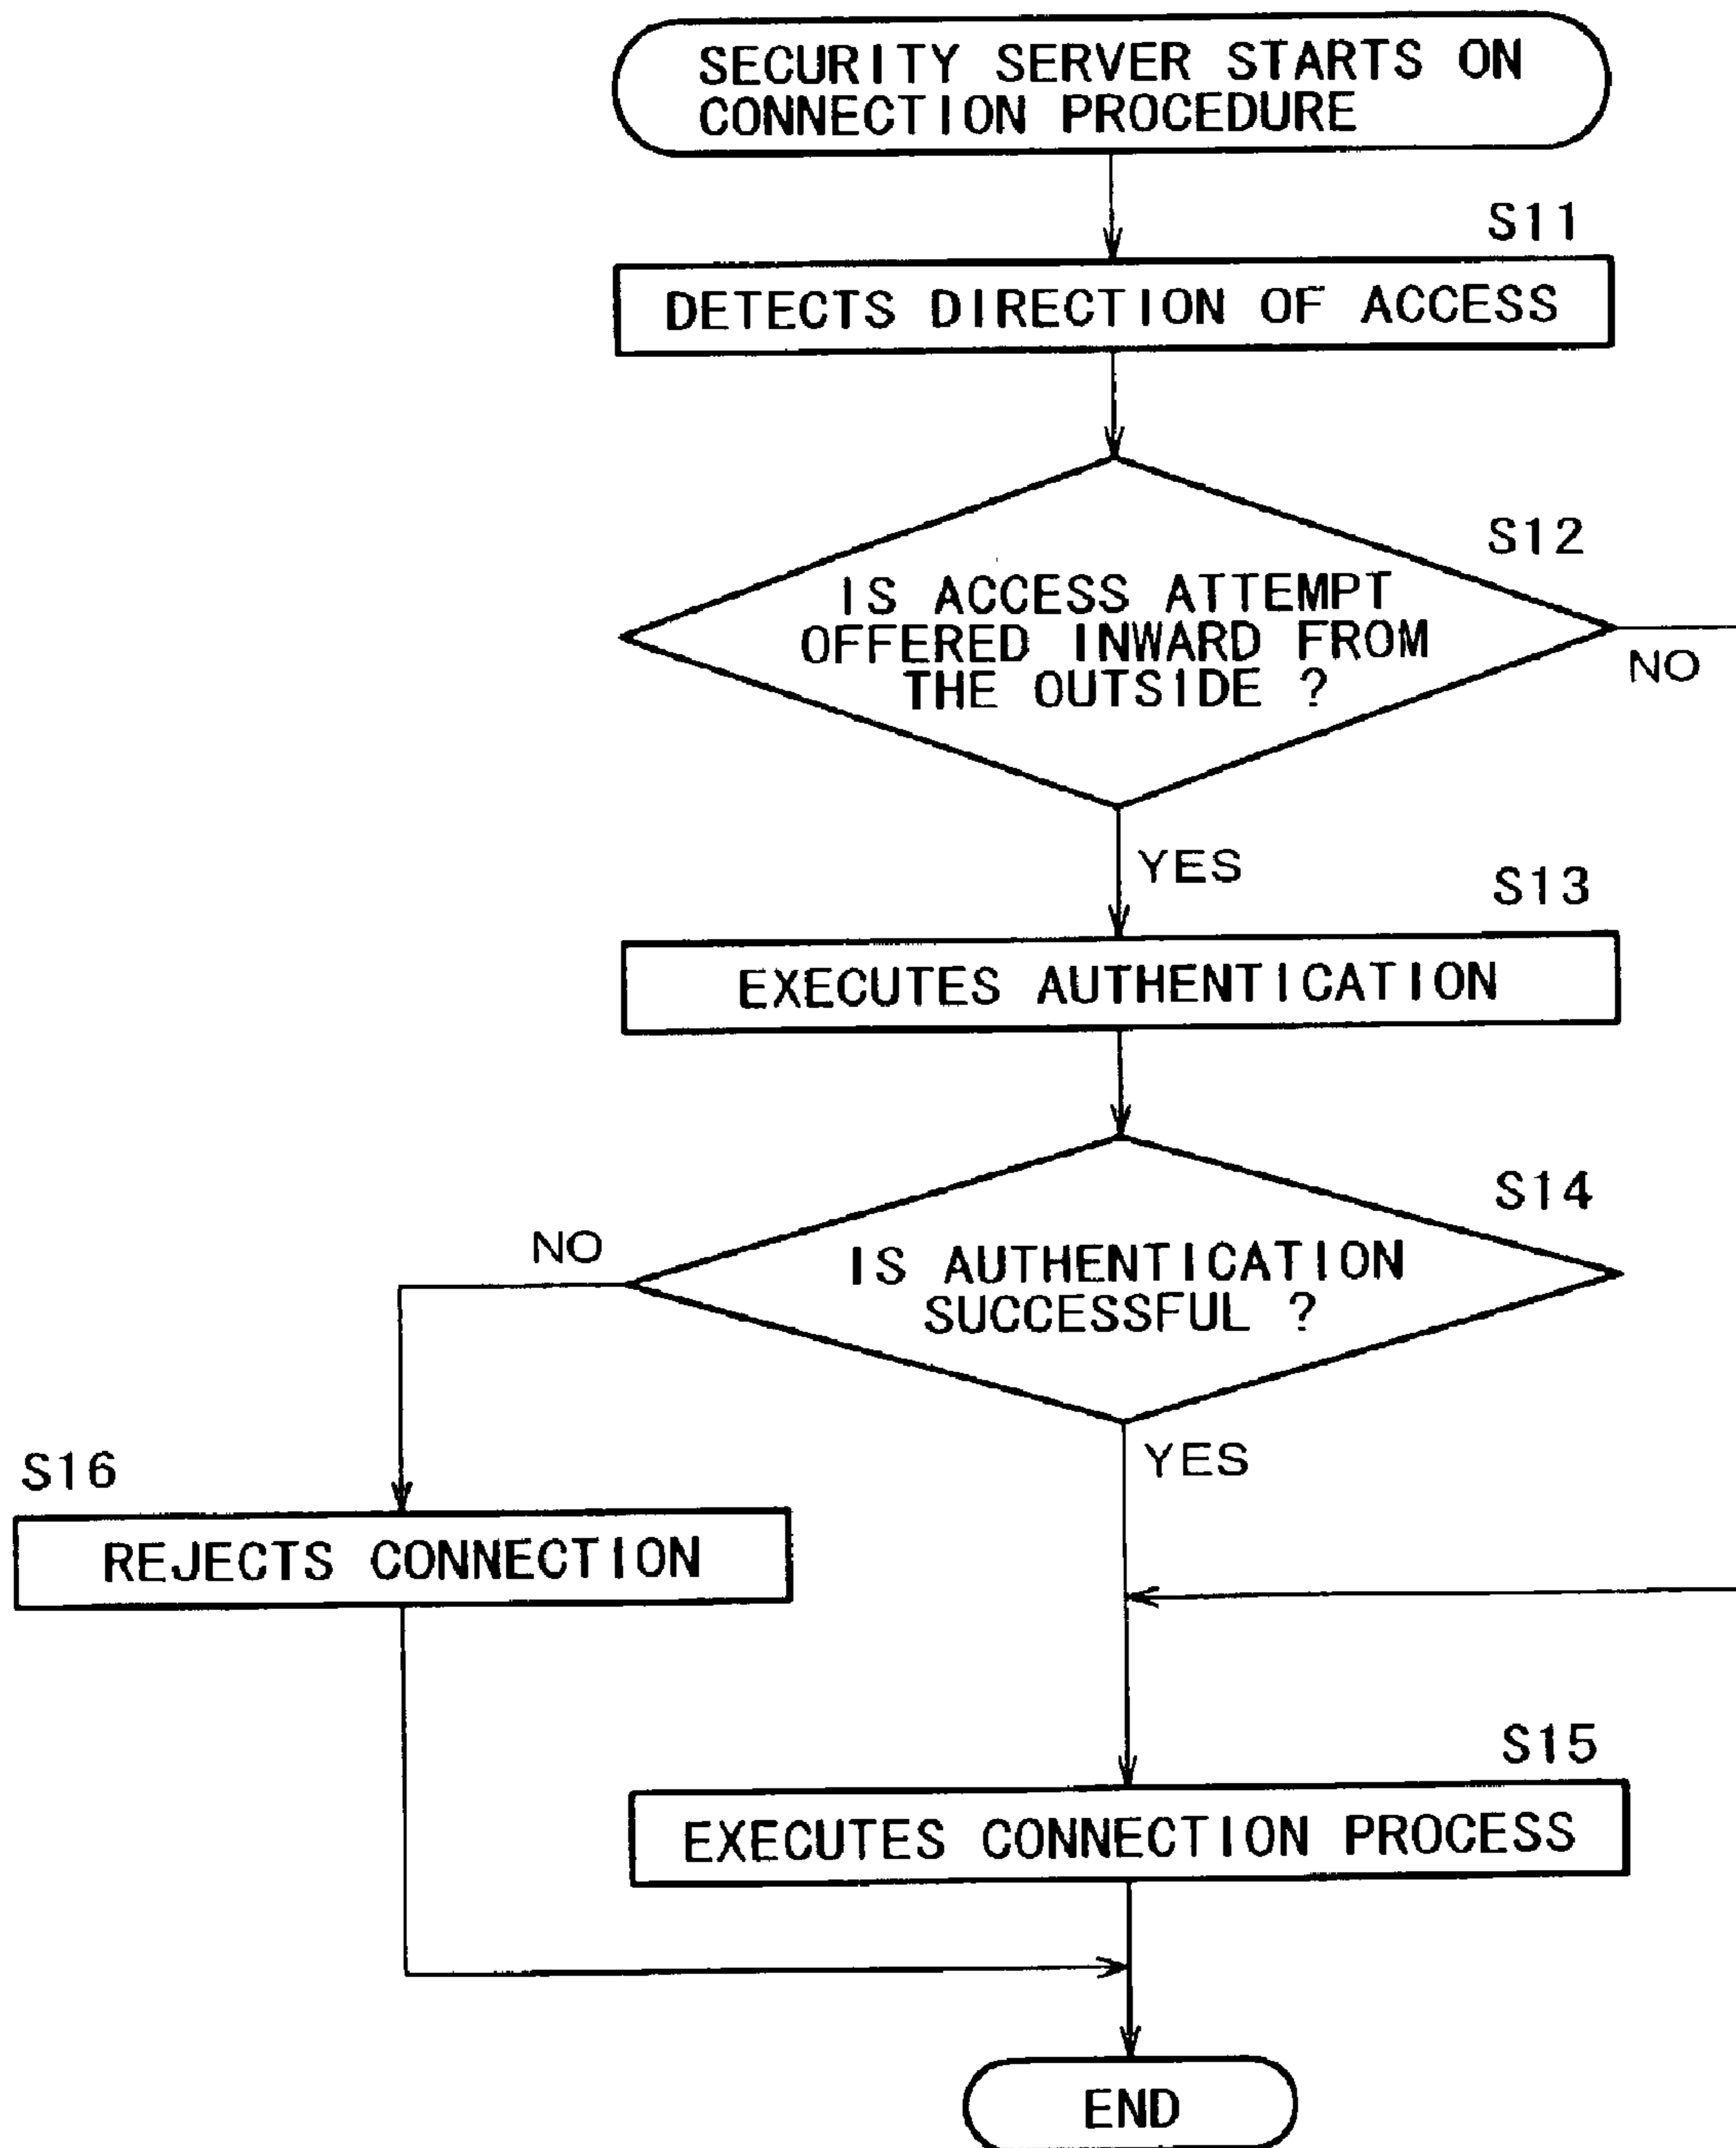 SECURITY SERVER STARTS ON
CONNECTION PROCEDURE
S11
DETECTS DIRECTION OF ACCESS
S12
IS ACCESS ATTEMPT
OFFERED INWARD FROM
THE OUTSIDE ?
NO
YES
S13
EXECUTES AUTHENTICATION
S14
NO
IS AUTHENTICATION
SUCCESSFUL ?
YES
S16
REJECTS CONNECTION
S15
EXECUTES CONNECTION PROCESS
END